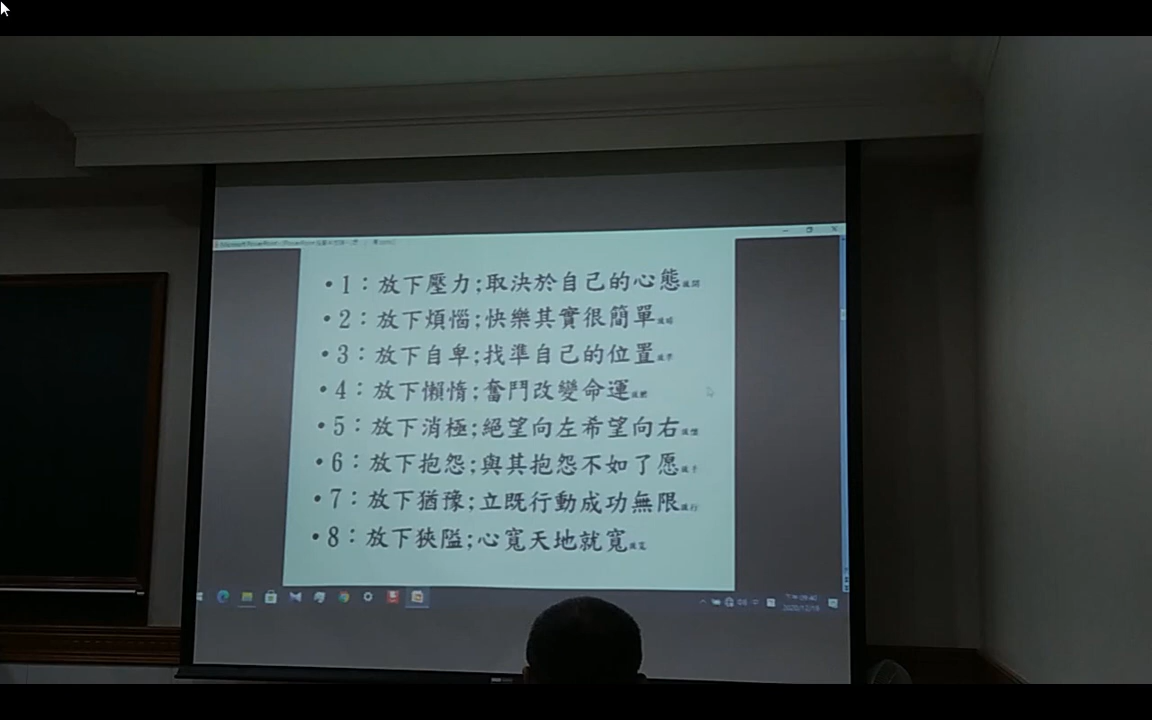 Microsoft PowerPoint
•1：放下壓力;取決於自己的心態
•2：放下煩惱;快樂其實很簡單
•3：放下自卑;找準自己的位置
•4：放下懶惰;奮鬥改變命運
•5：放下消極;絕望向左希望向右
•6：放下抱怨;與其抱怨不如了愿
•7：放下猶豫;立既行動成功無限
•8：放下狹隘;心寬天地就寬